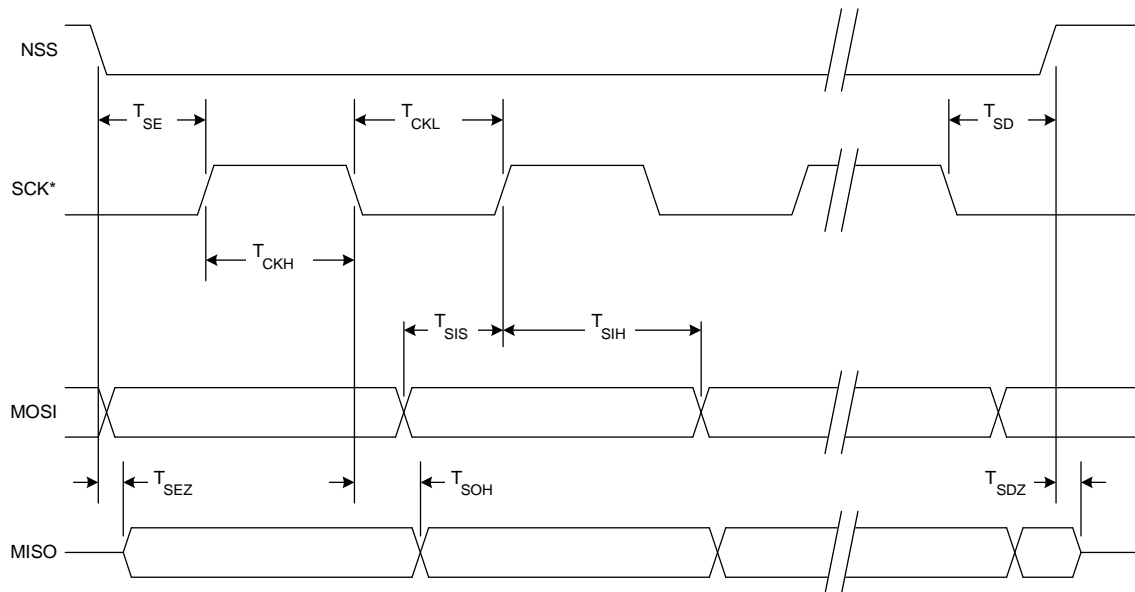 NSS
T_SE
T_CKL
T_SD
SCK*
T_CKH
T_SIS
T_SIH
MOSI
T_SEZ
T_SOH
T_SDZ
MISO